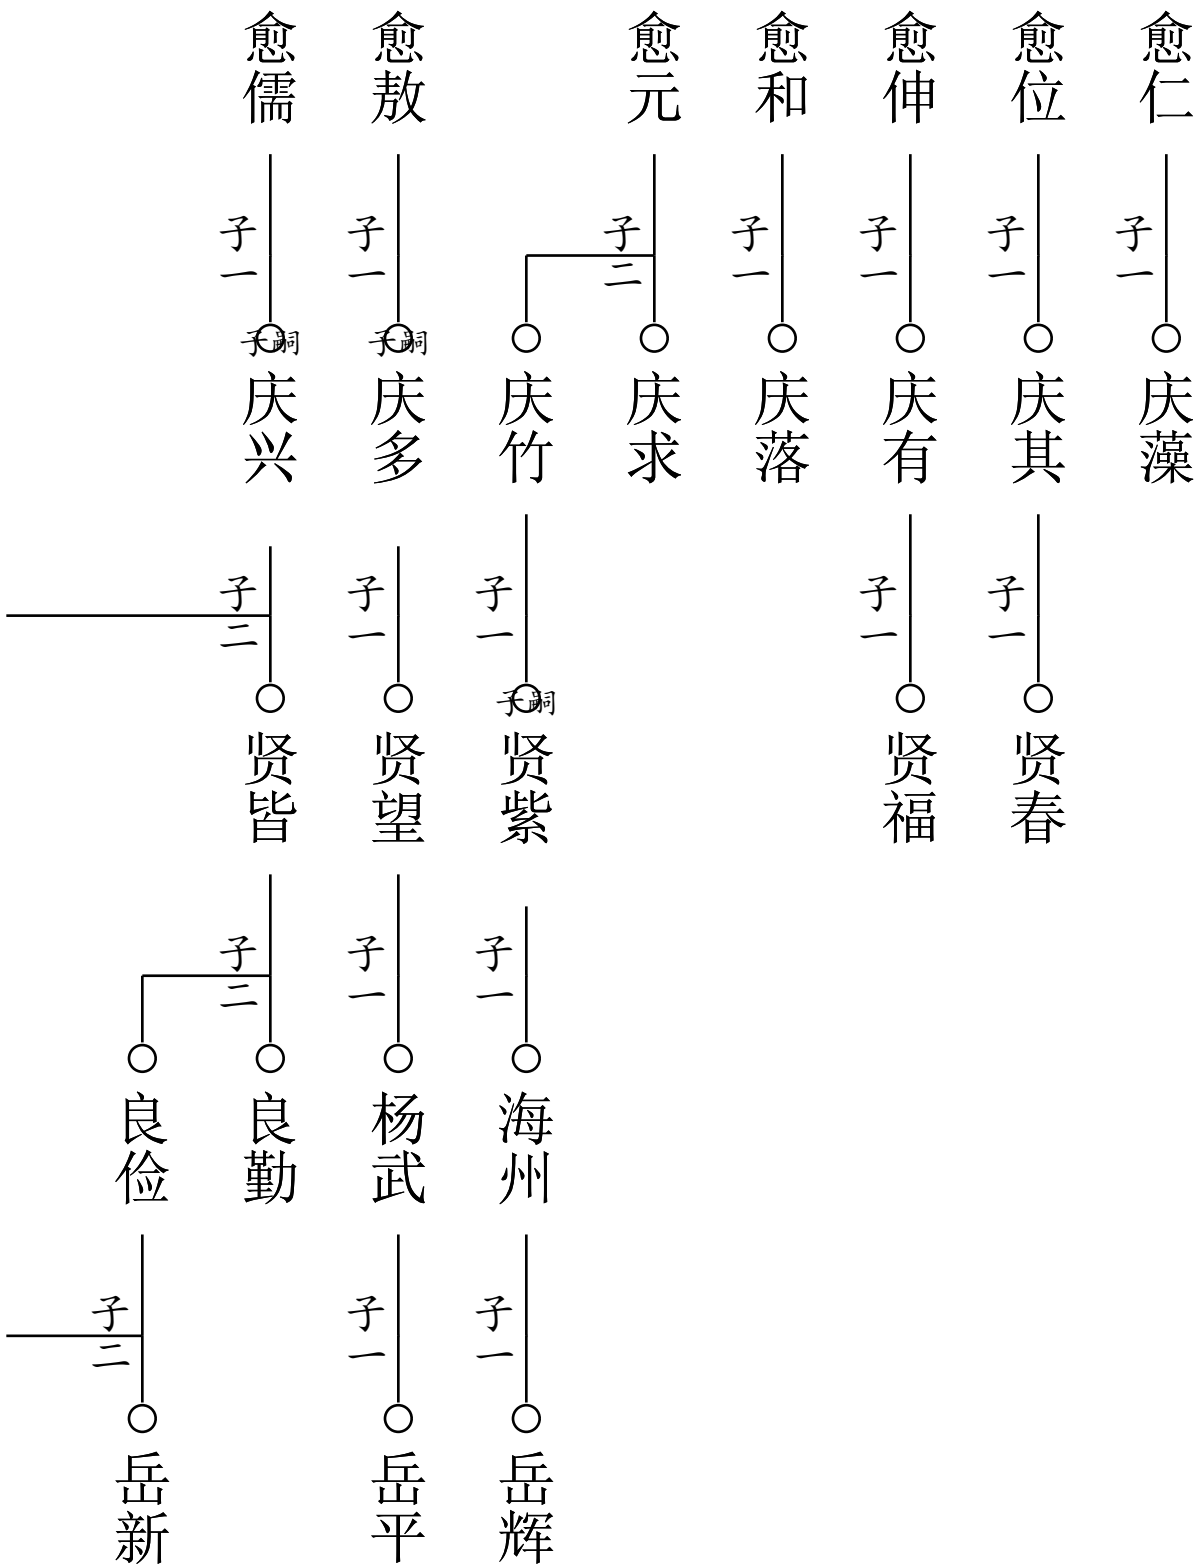 愈仁
愈位
愈伸
愈和
愈元
愈敖
愈儒
子一
子一
子一
子一
子二
子一
子一
嗣子
嗣子
庆藻
庆其
庆有
庆落
庆求
庆竹
庆多
庆兴
子一
子一
子一
子一
子二
嗣子
贤春
贤福
贤紫
贤望
贤皆
子一
子一
子二
海州
杨武
良勤
良俭
子一
子一
子二
岳辉
岳平
岳新